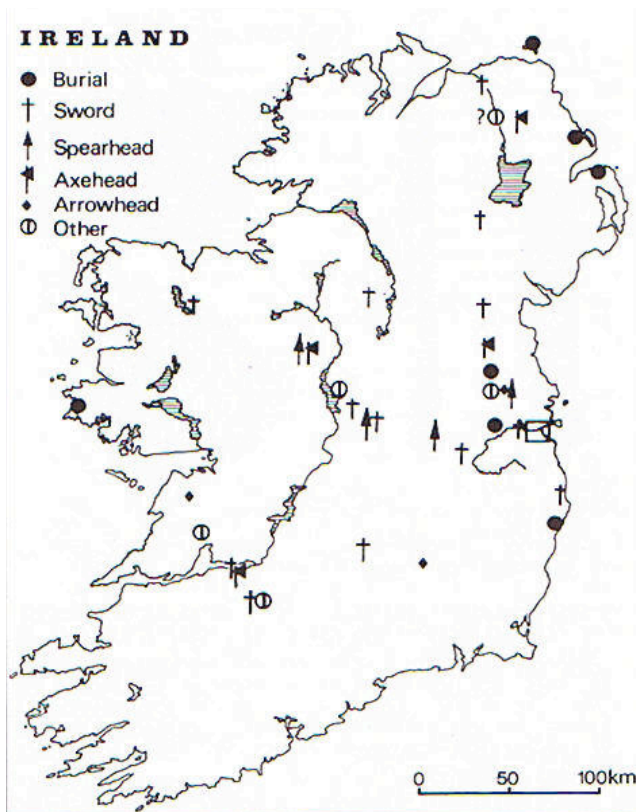 IRELAND
Burial
Sword
Spearhead
Axehead
Arrowhead
Other
?
0 50 100km